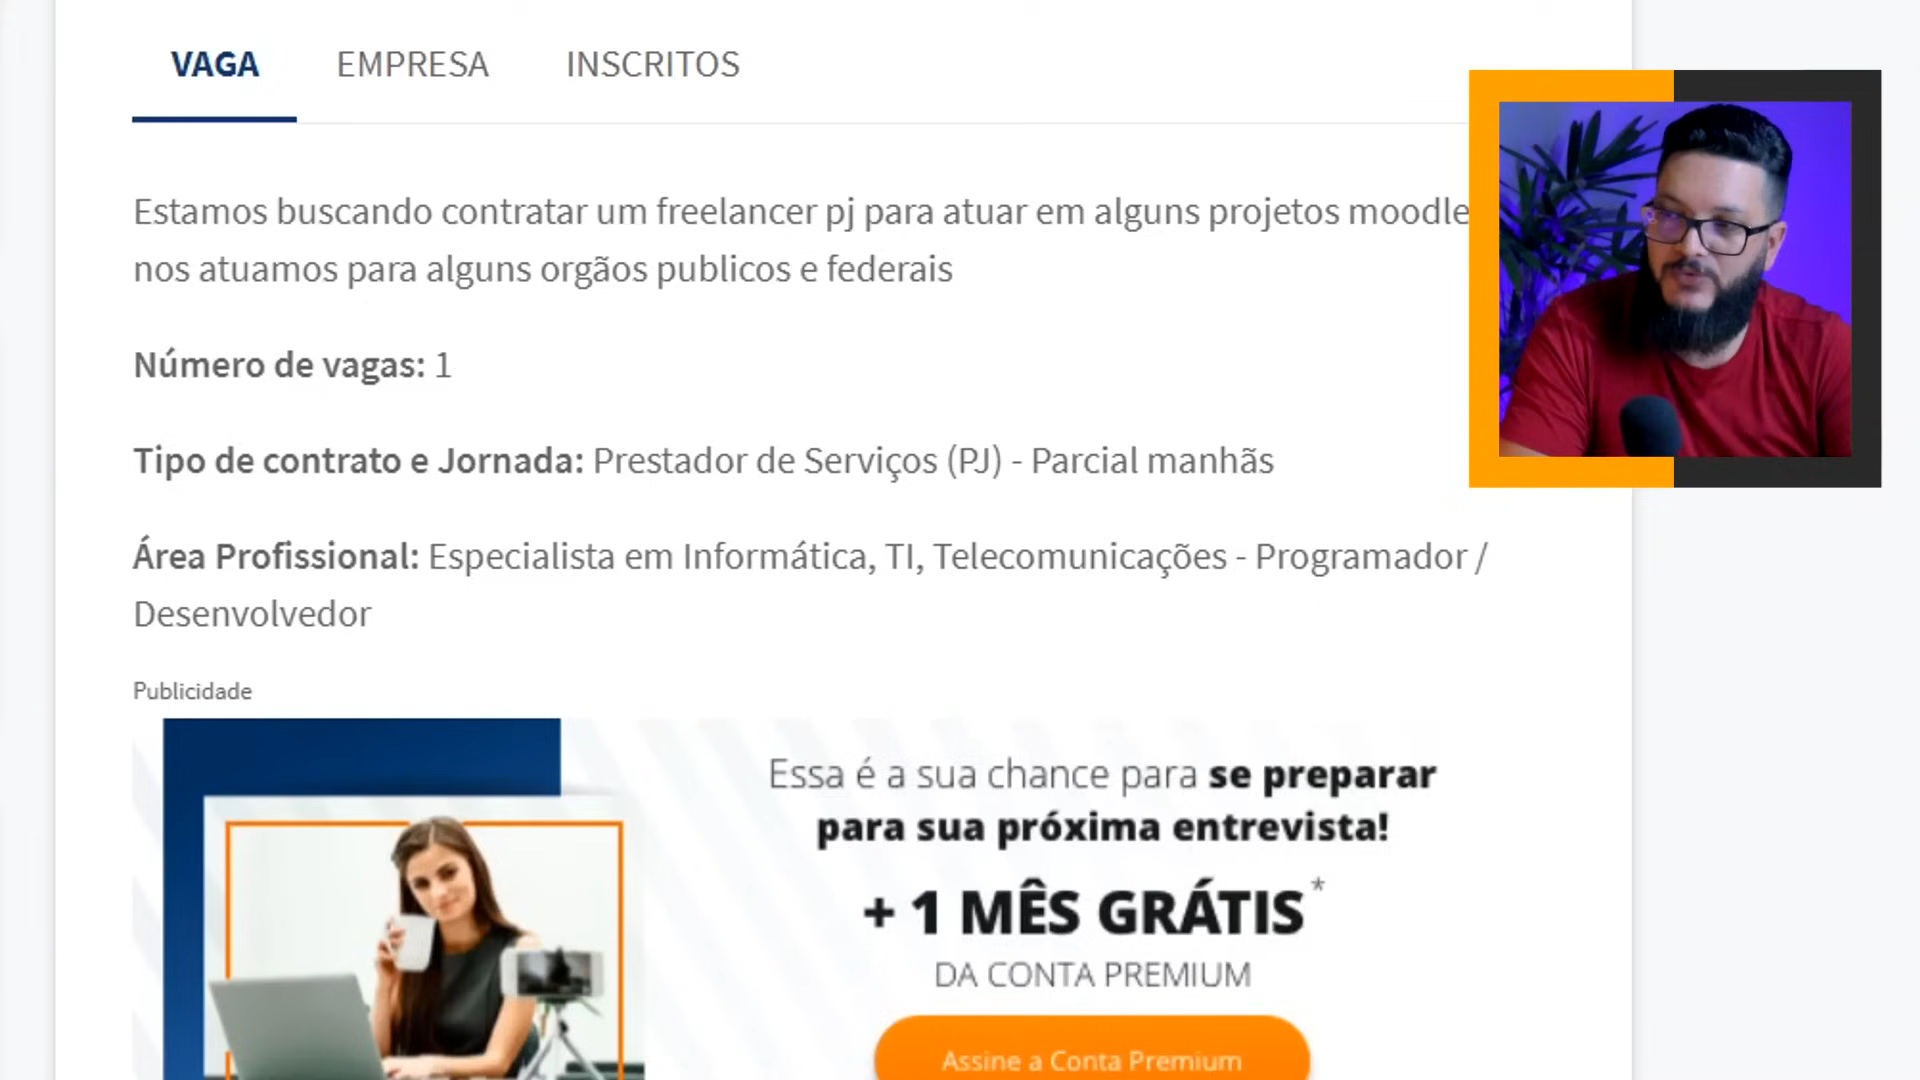 VAGA EMPRESA INSCRITOS
Estamos buscando contratar um freelancer pj para atuar em alguns projetos moodle
nos atuamos para alguns orgãos publicos e federais
Número de vagas: 1
Tipo de contrato e Jornada: Prestador de Serviços (PJ) - Parcial manhãs
Área Profissional: Especialista em Informática, TI, Telecomunicações - Programador /
Desenvolvedor
Publicidade
Essa é a sua chance para se preparar
para sua próxima entrevista!
+ 1 MÊS GRÁTIS*
DA CONTA PREMIUM
Assine a Conta Premium